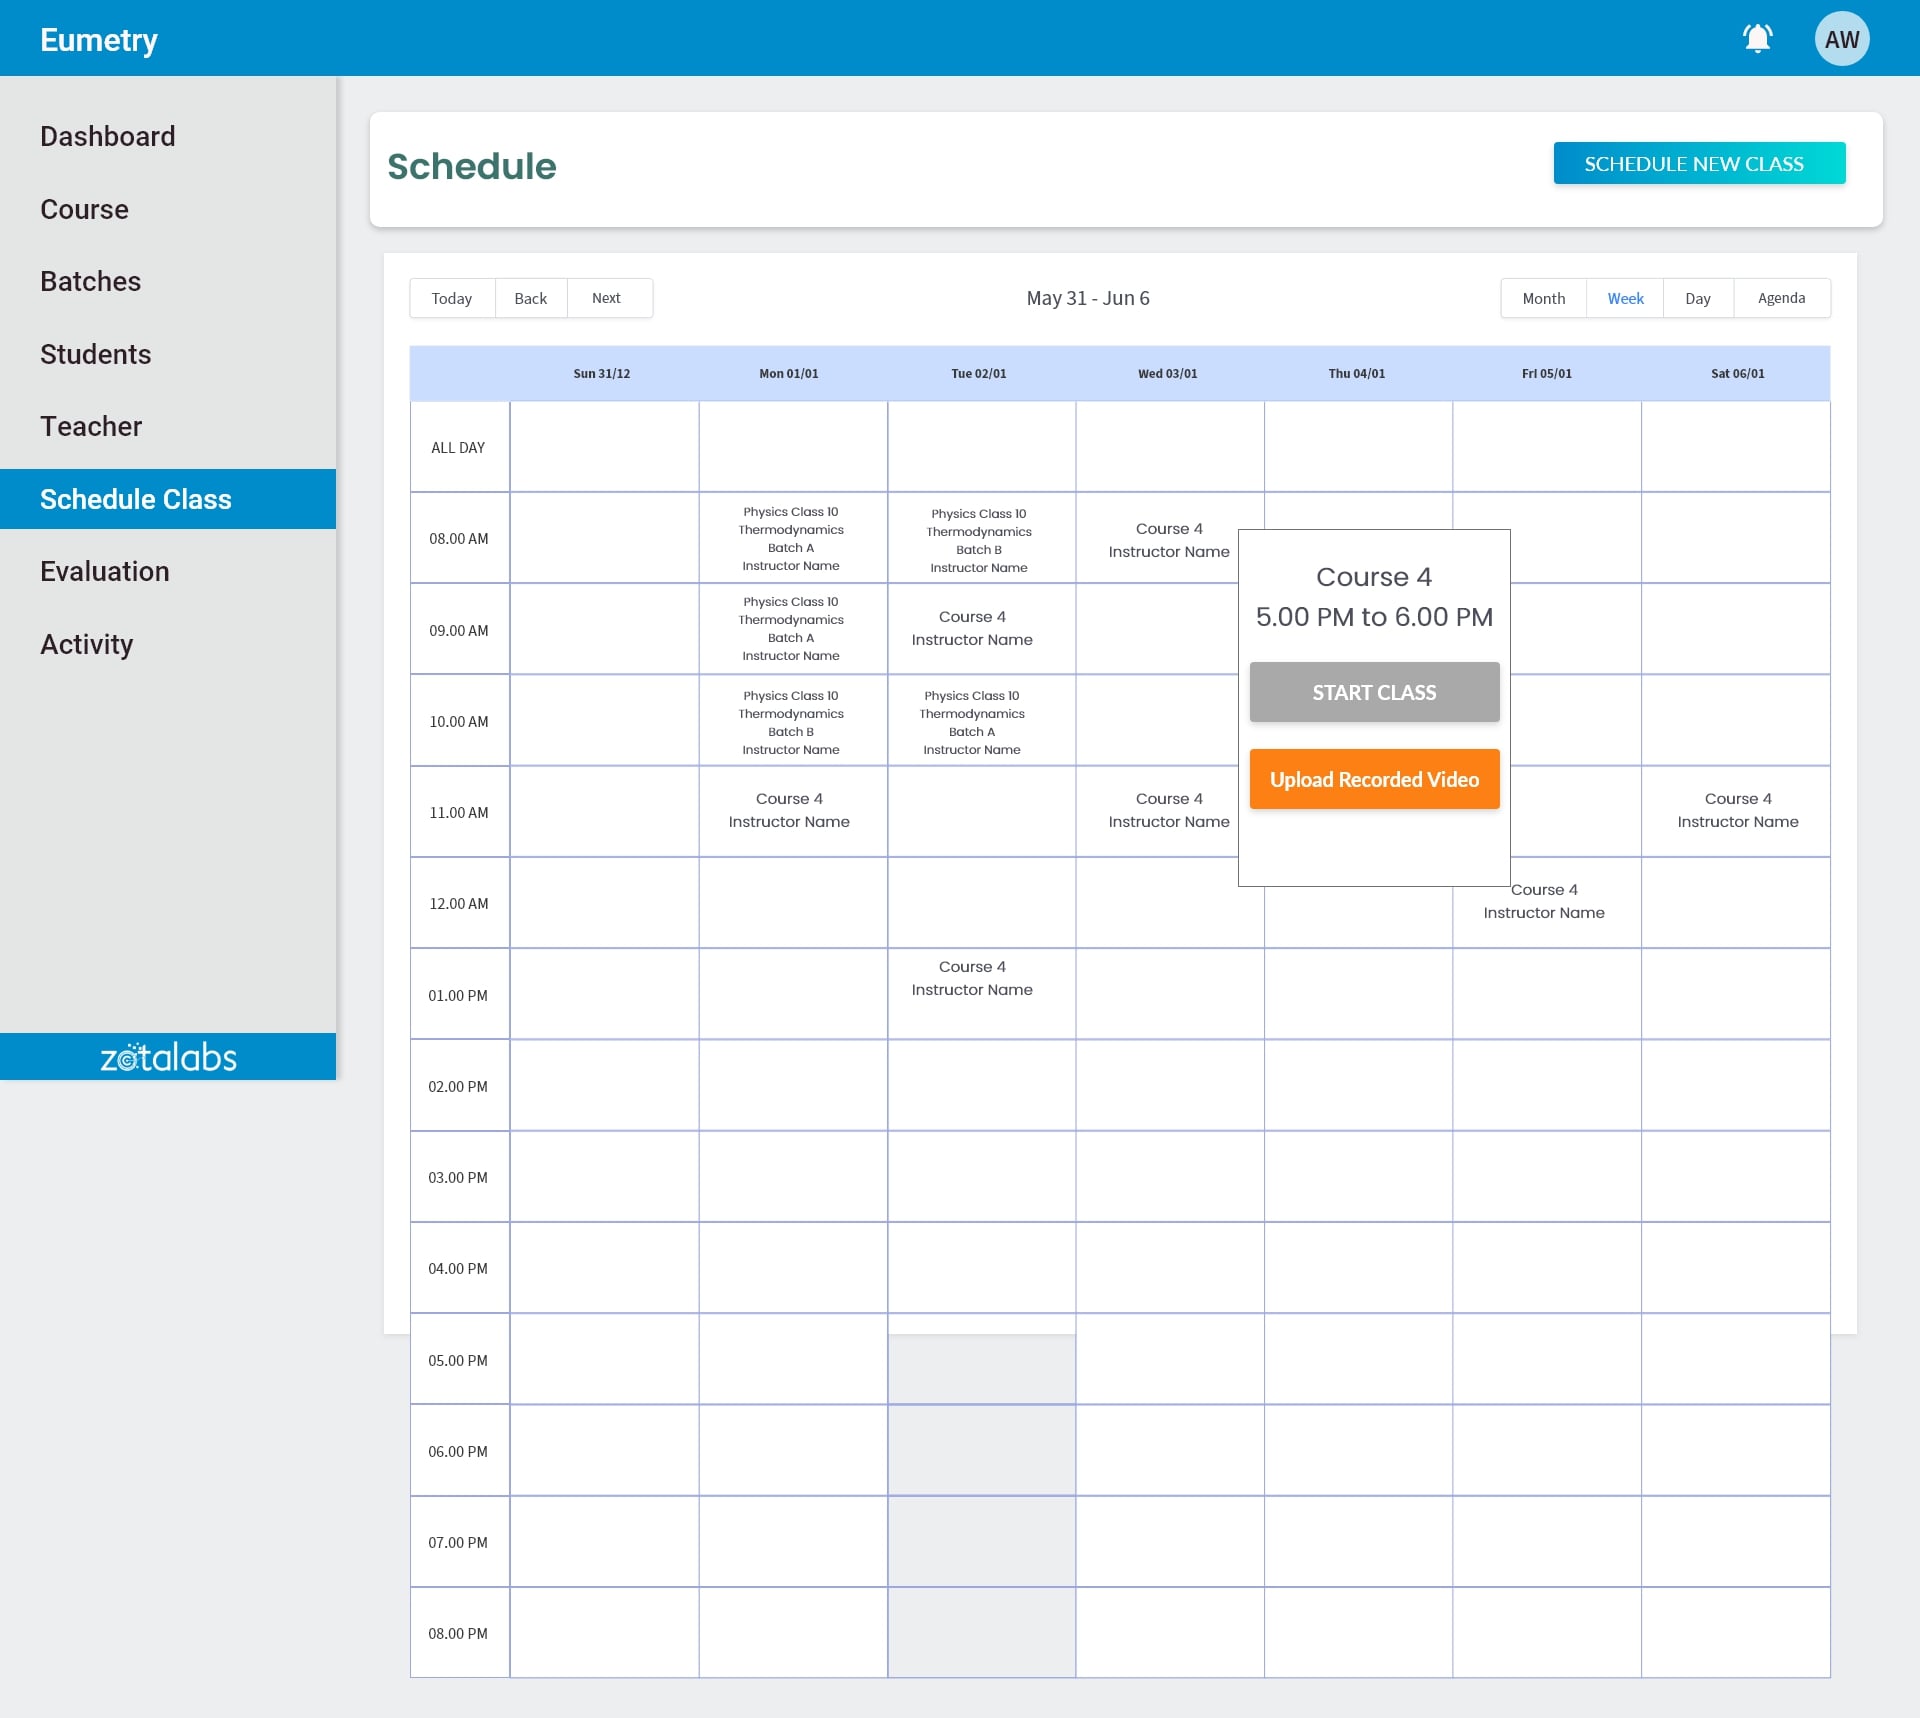 Eumetry
AW
Dashboard
Course
Batches
Students
Teacher
Schedule Class
Evaluation
Activity
zetalabs
Schedule
SCHEDULE NEW CLASS
Today Back Next
May 31 - Jun 6
Month Week Day Agenda
Sun 31/12 Mon 01/01 Tue 02/01 Wed 03/01 Thu 04/01 Fri 05/01 Sat 06/01
ALL DAY
08.00 AM
Physics Class 10
Thermodynamics
Batch A
Instructor Name
Physics Class 10
Thermodynamics
Batch B
Instructor Name
Course 4
Instructor Name
09.00 AM
Physics Class 10
Thermodynamics
Batch A
Instructor Name
Course 4
Instructor Name
10.00 AM
Physics Class 10
Thermodynamics
Batch B
Instructor Name
Physics Class 10
Thermodynamics
Batch A
Instructor Name
11.00 AM
Course 4
Instructor Name
Course 4
Instructor Name
Course 4
Instructor Name
12.00 AM
Course 4
Instructor Name
01.00 PM
Course 4
Instructor Name
02.00 PM
03.00 PM
04.00 PM
05.00 PM
06.00 PM
07.00 PM
08.00 PM
Course 4
5.00 PM to 6.00 PM
START CLASS
Upload Recorded Video